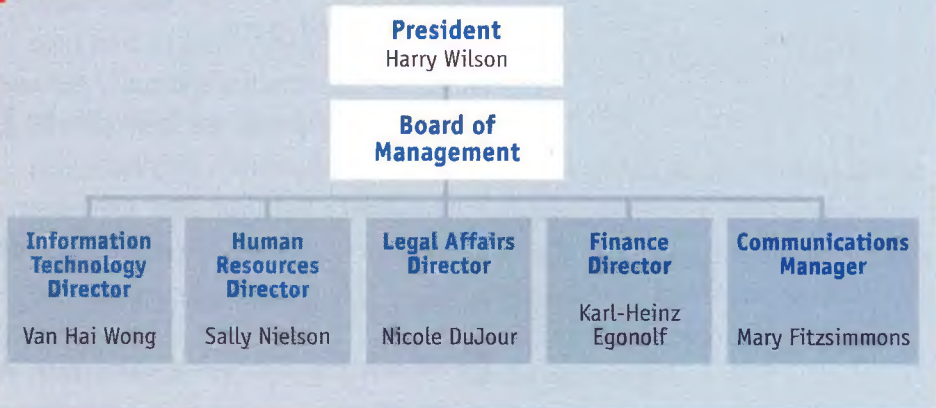 President
Harry Wilson
Board of
Management
Information
Technology
Director
Van Hai Wong
Human
Resources
Director
Sally Nielson
Legal Affairs
Director
Nicole DuJour
Finance
Director
Karl-Heinz
Egonolf
Communications
Manager
Mary Fitzsimmons